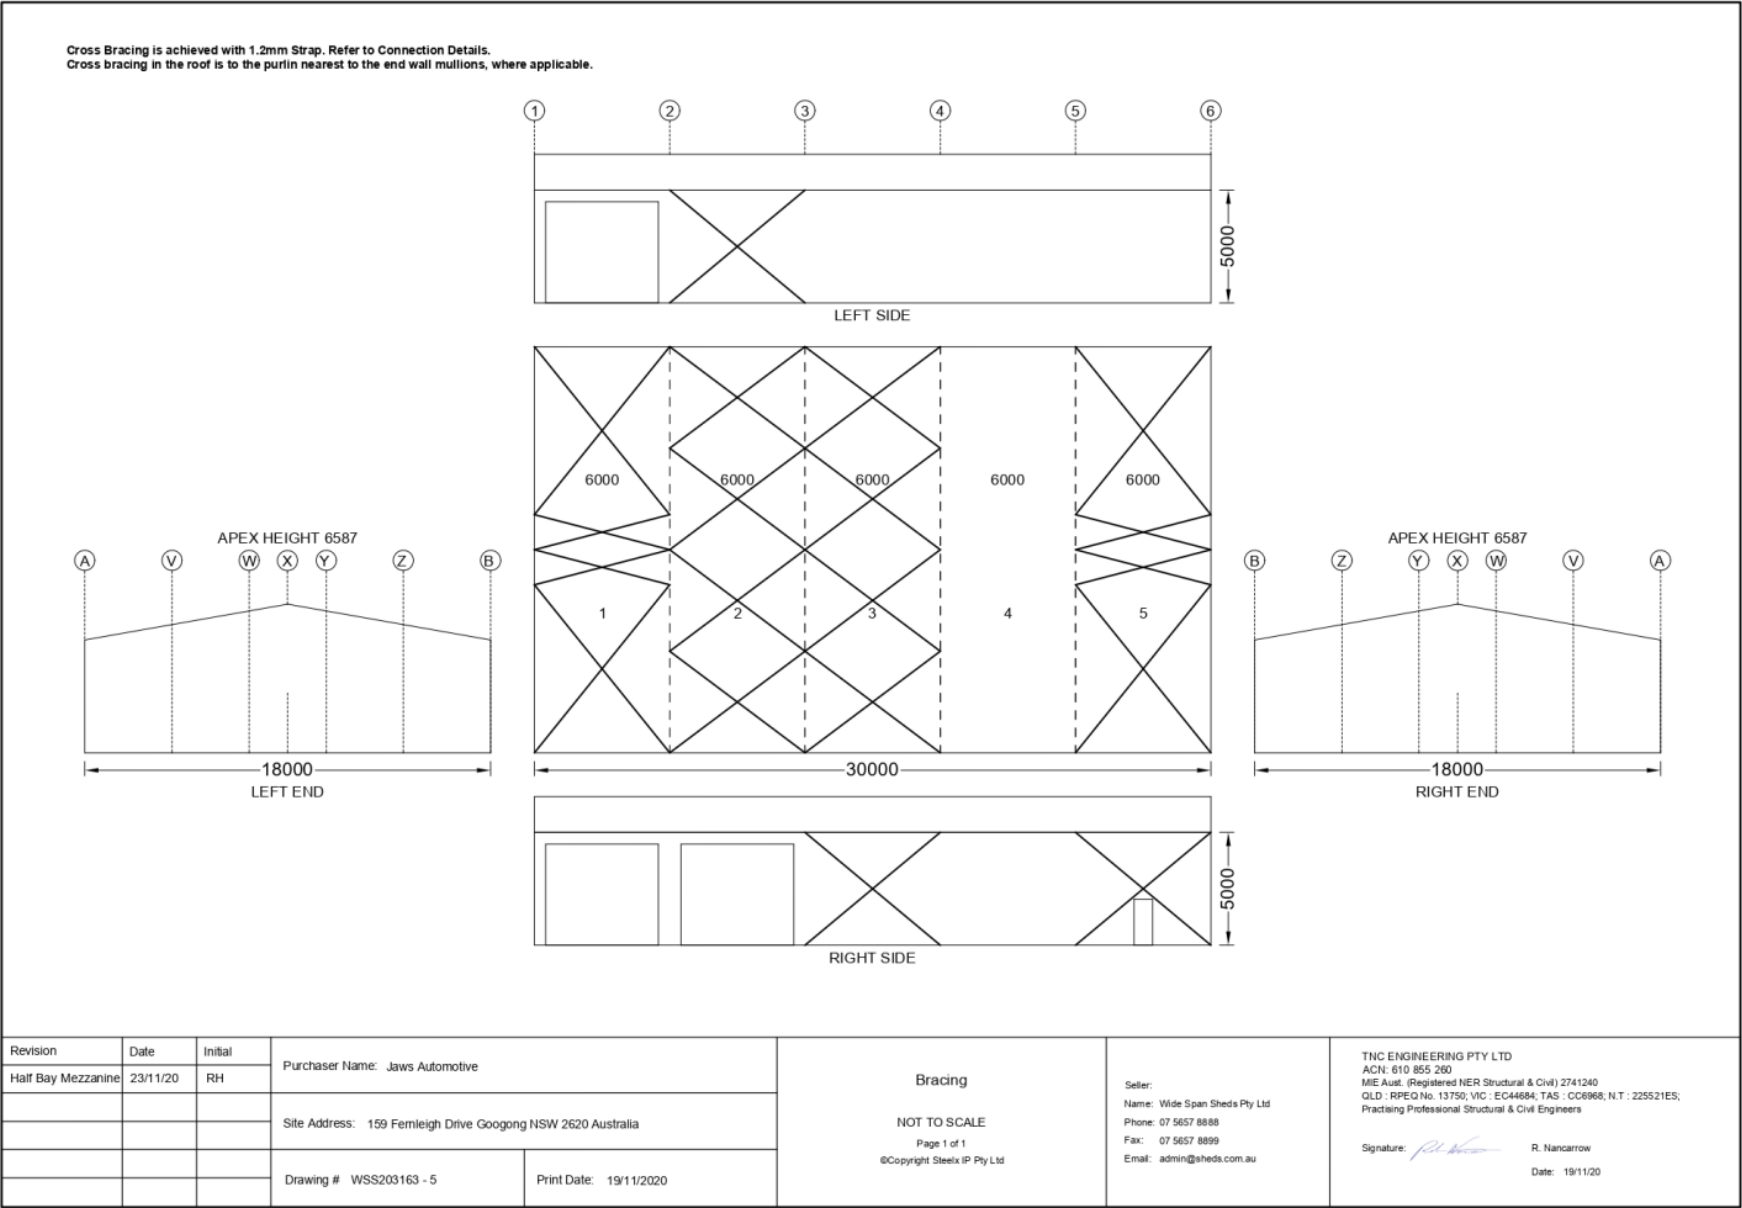 Cross Bracing is achieved with 1.2mm Strap. Refer to Connection Details.
Cross bracing in the roof is to the purlin nearest to the end wall mullions, where applicable.
1 2 3 4 5 6
5000
LEFT SIDE
6000 6000 6000 6000 6000
1 2 3 4 5
30000
APEX HEIGHT 6587
A V W X Y Z B
18000
LEFT END
APEX HEIGHT 6587
B Z Y X W V A
18000
RIGHT END
5000
RIGHT SIDE
Revision Date Initial
Half Bay Mezzanine 23/11/20 RH
Purchaser Name: Jaws Automotive
Site Address: 159 Fernleigh Drive Googong NSW 2620 Australia
Drawing # WSS203163 - 5
Print Date: 19/11/2020
Bracing
NOT TO SCALE
Page 1 of 1
©Copyright Steelx IP Pty Ltd
Seller:
Name: Wide Span Sheds Pty Ltd
Phone: 07 5657 8888
Fax: 07 5657 8899
Email: admin@sheds.com.au
TNC ENGINEERING PTY LTD
ACN: 610 855 260
MIE Aust. (Registered NER Structural & Civil) 2741240
QLD : RPEQ No. 13750; VIC : EC44684; TAS : CC6968; N.T : 225521ES;
Practising Professional Structural & Civil Engineers
Signature:
R. Nancarrow
Date: 19/11/20